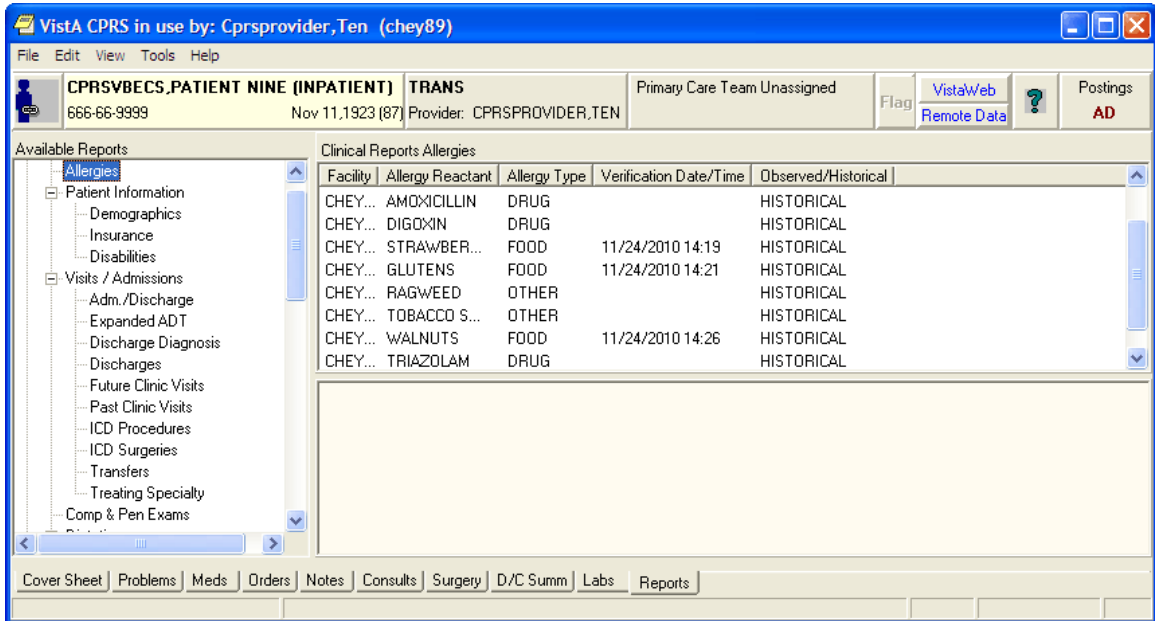 VistA CPRS in use by: Cprsprovider,Ten (chey89)
File Edit View Tools Help
CPRSVBECS,PATIENT NINE (INPATIENT)
666-66-9999 Nov 11,1923 (87)
TRANS
Provider: CPRSPROVIDER,TEN
Primary Care Team Unassigned
Flag
VistaWeb
Remote Data
?
Postings
AD
Available Reports
Allergies
Patient Information
Demographics
Insurance
Disabilities
Visits / Admissions
Adm./Discharge
Expanded ADT
Discharge Diagnosis
Discharges
Future Clinic Visits
Past Clinic Visits
ICD Procedures
ICD Surgeries
Transfers
Treating Specialty
Comp & Pen Exams
Clinical Reports Allergies
Facility Allergy Reactant Allergy Type Verification Date/Time Observed/Historical
CHEY... AMOXICILLIN DRUG HISTORICAL
CHEY... DIGOXIN DRUG HISTORICAL
CHEY... STRAWBER... FOOD 11/24/2010 14:19 HISTORICAL
CHEY... GLUTENS FOOD 11/24/2010 14:21 HISTORICAL
CHEY... RAGWEED OTHER HISTORICAL
CHEY... TOBACCO S... OTHER HISTORICAL
CHEY... WALNUTS FOOD 11/24/2010 14:26 HISTORICAL
CHEY... TRIAZOLAM DRUG HISTORICAL
Cover Sheet Problems Meds Orders Notes Consults Surgery D/C Summ Labs Reports